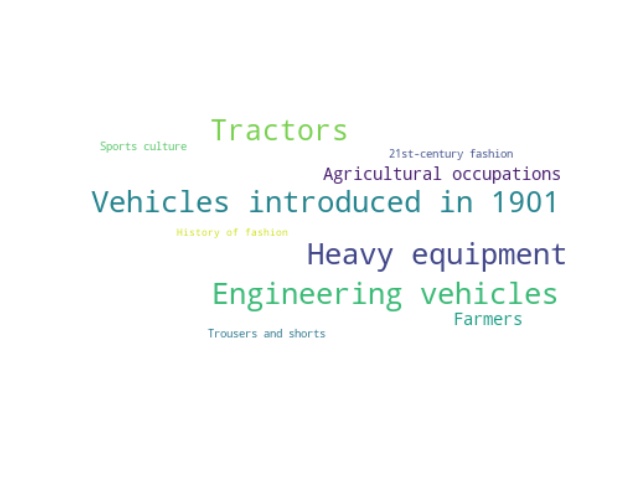 Tractors
Sports culture
21st-century fashion
Agricultural occupations
Vehicles introduced in 1901
History of fashion
Heavy equipment
Engineering vehicles
Farmers
Trousers and shorts